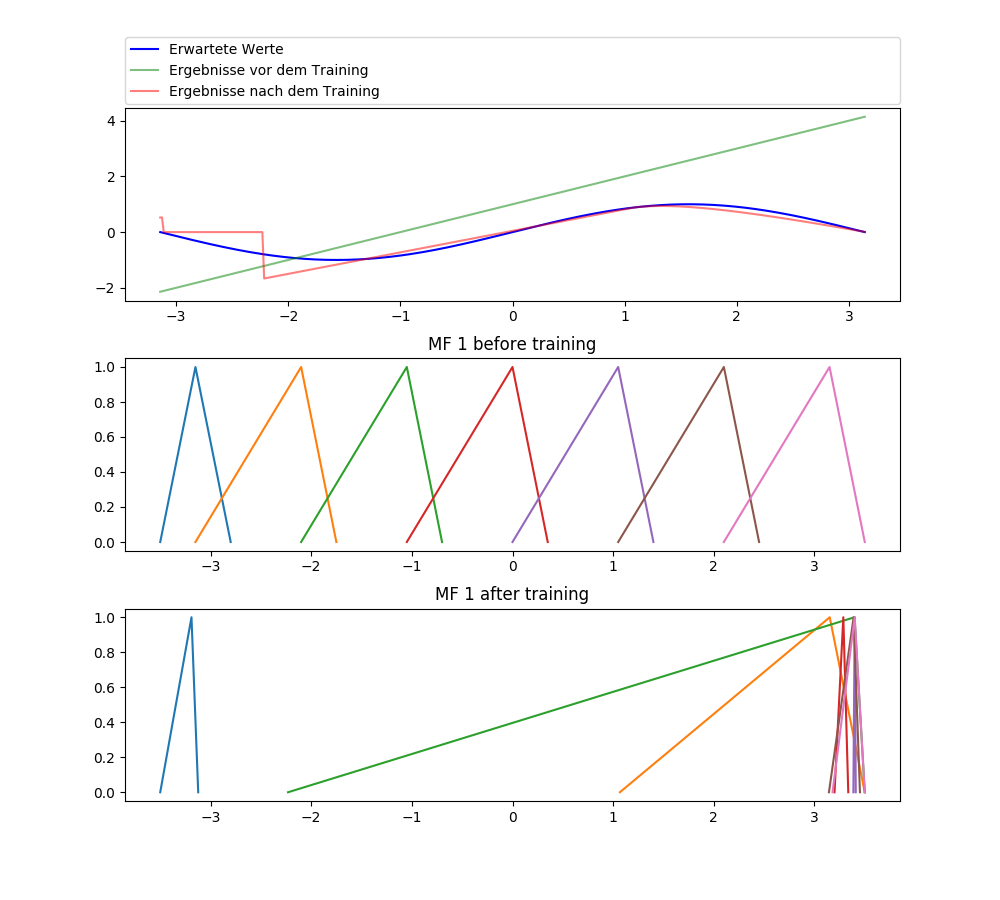 Erwartete Werte
Ergebnisse vor dem Training
Ergebnisse nach dem Training
4
2
0
−2
−3 −2 −1 0 1 2 3
MF 1 before training
1.0
0.8
0.6
0.4
0.2
0.0
−3 −2 −1 0 1 2 3
MF 1 after training
1.0
0.8
0.6
0.4
0.2
0.0
−3 −2 −1 0 1 2 3